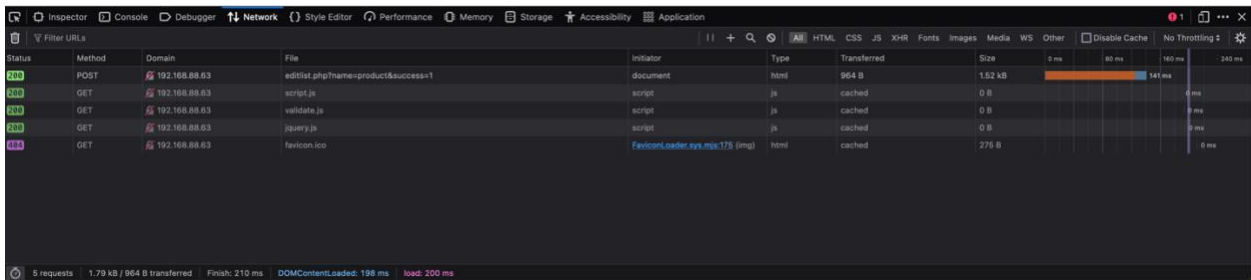 Inspector Console Debugger Network Style Editor Performance Memory Storage Accessibility Application 1
Filter URLs All HTML CSS JS XHR Fonts Images Media WS Other Disable Cache No Throttling
Status Method Domain File Initiator Type Transferred Size 0 ms 80 ms 160 ms 240 ms
200 POST 192.168.88.63 editlist.php?name=product&success=1 document html 964 B 1.52 kB 141 ms
200 GET 192.168.88.63 script.js script js cached 0 B 0 ms
200 GET 192.168.88.63 validate.js script js cached 0 B 0 ms
200 GET 192.168.88.63 jquery.js script js cached 0 B 0 ms
404 GET 192.168.88.63 favicon.ico FaviconLoader.sys.mjs:175 (img) html cached 275 B 0 ms
5 requests 1.79 kB / 964 B transferred Finish: 210 ms DOMContentLoaded: 198 ms load: 200 ms